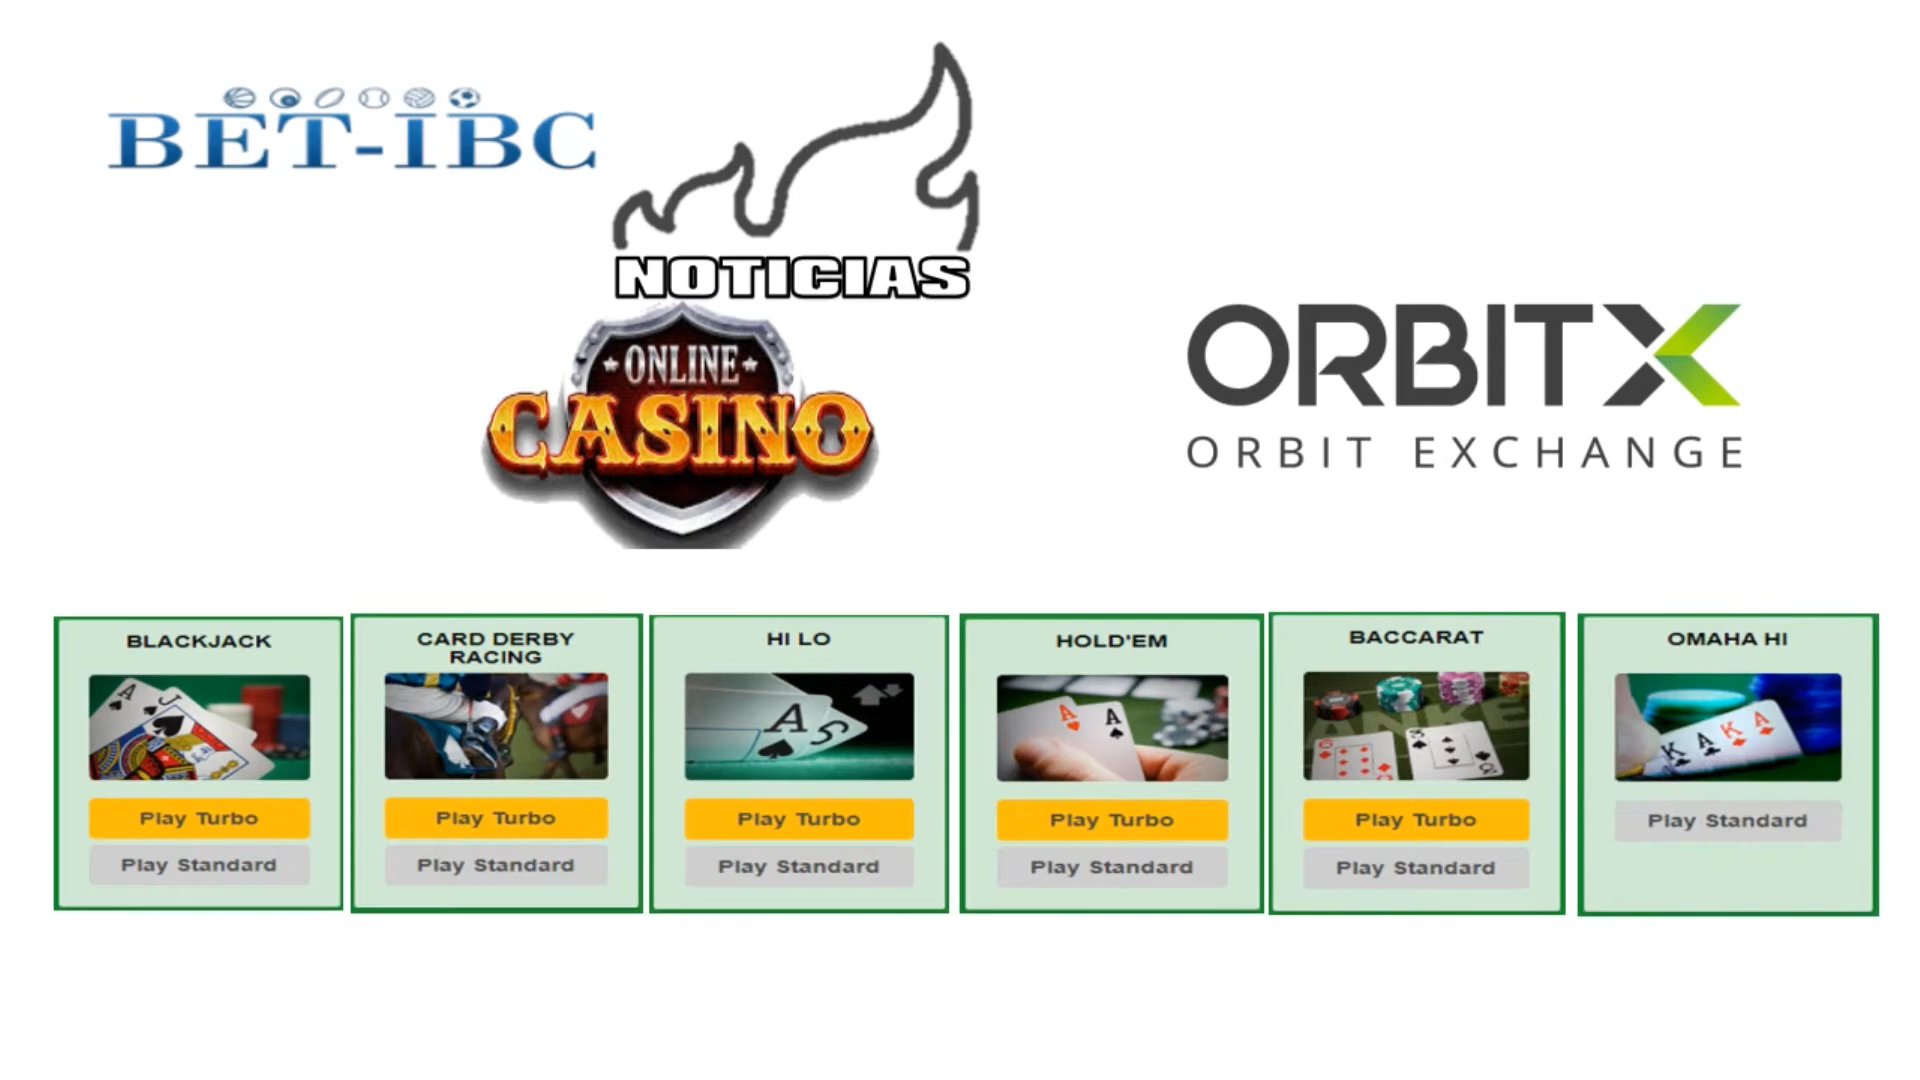 BET-IBC
NOTICIAS
ONLINE
CASINO
ORBITX
ORBIT EXCHANGE
BLACKJACK
A J
Play Turbo
Play Standard
CARD DERBY
RACING
Play Turbo
Play Standard
HI LO
A
Play Turbo
Play Standard
HOLD'EM
A A
Play Turbo
Play Standard
BACCARAT
Play Turbo
Play Standard
OMAHA HI
K A K A
Play Standard